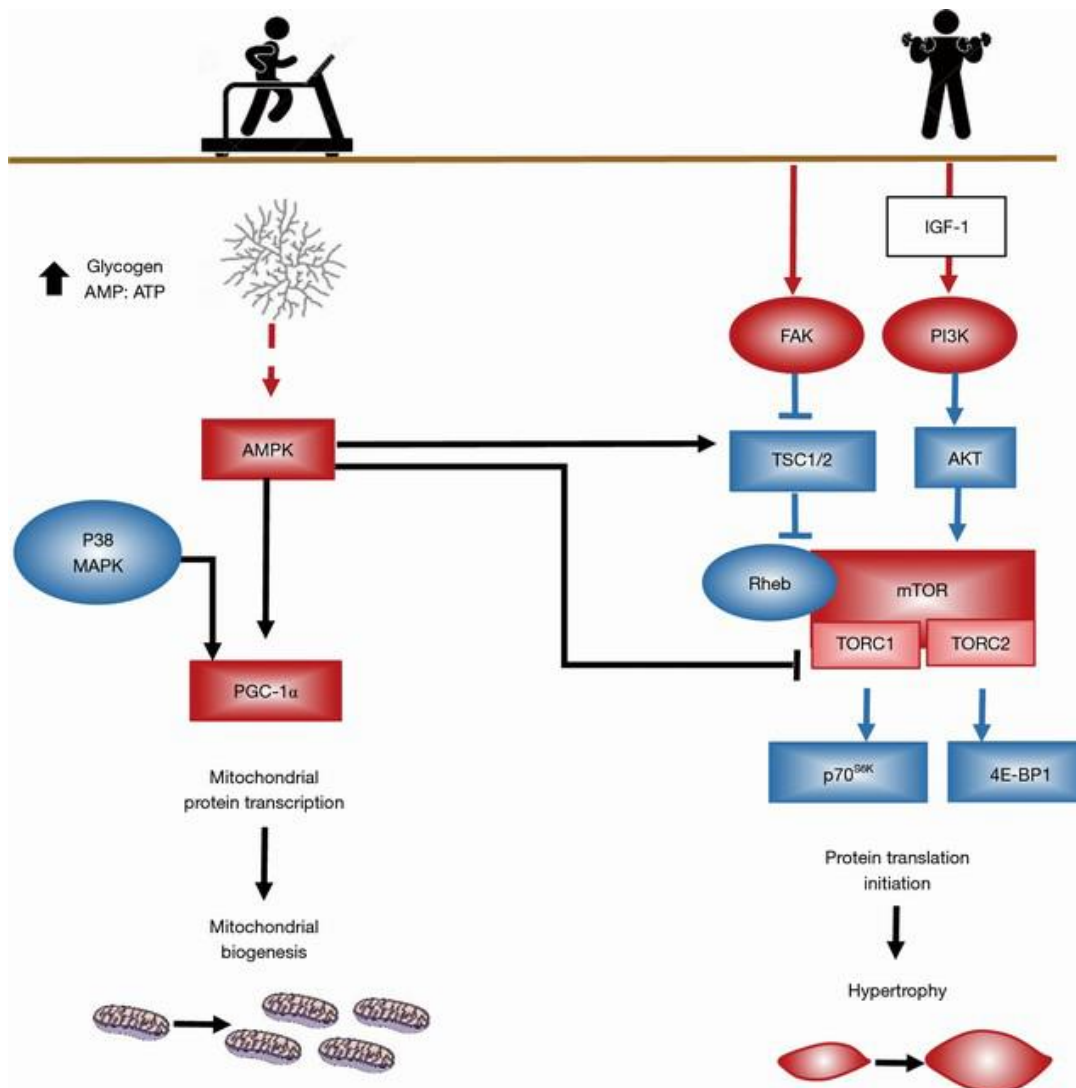 IGF-1
Glycogen
AMP: ATP
FAK
PI3K
AMPK
TSC1/2
AKT
P38
MAPK
Rheb
mTOR
TORC1
TORC2
PGC-1α
p70S6K
4E-BP1
Mitochondrial
protein transcription
Protein translation
initiation
Mitochondrial
biogenesis
Hypertrophy